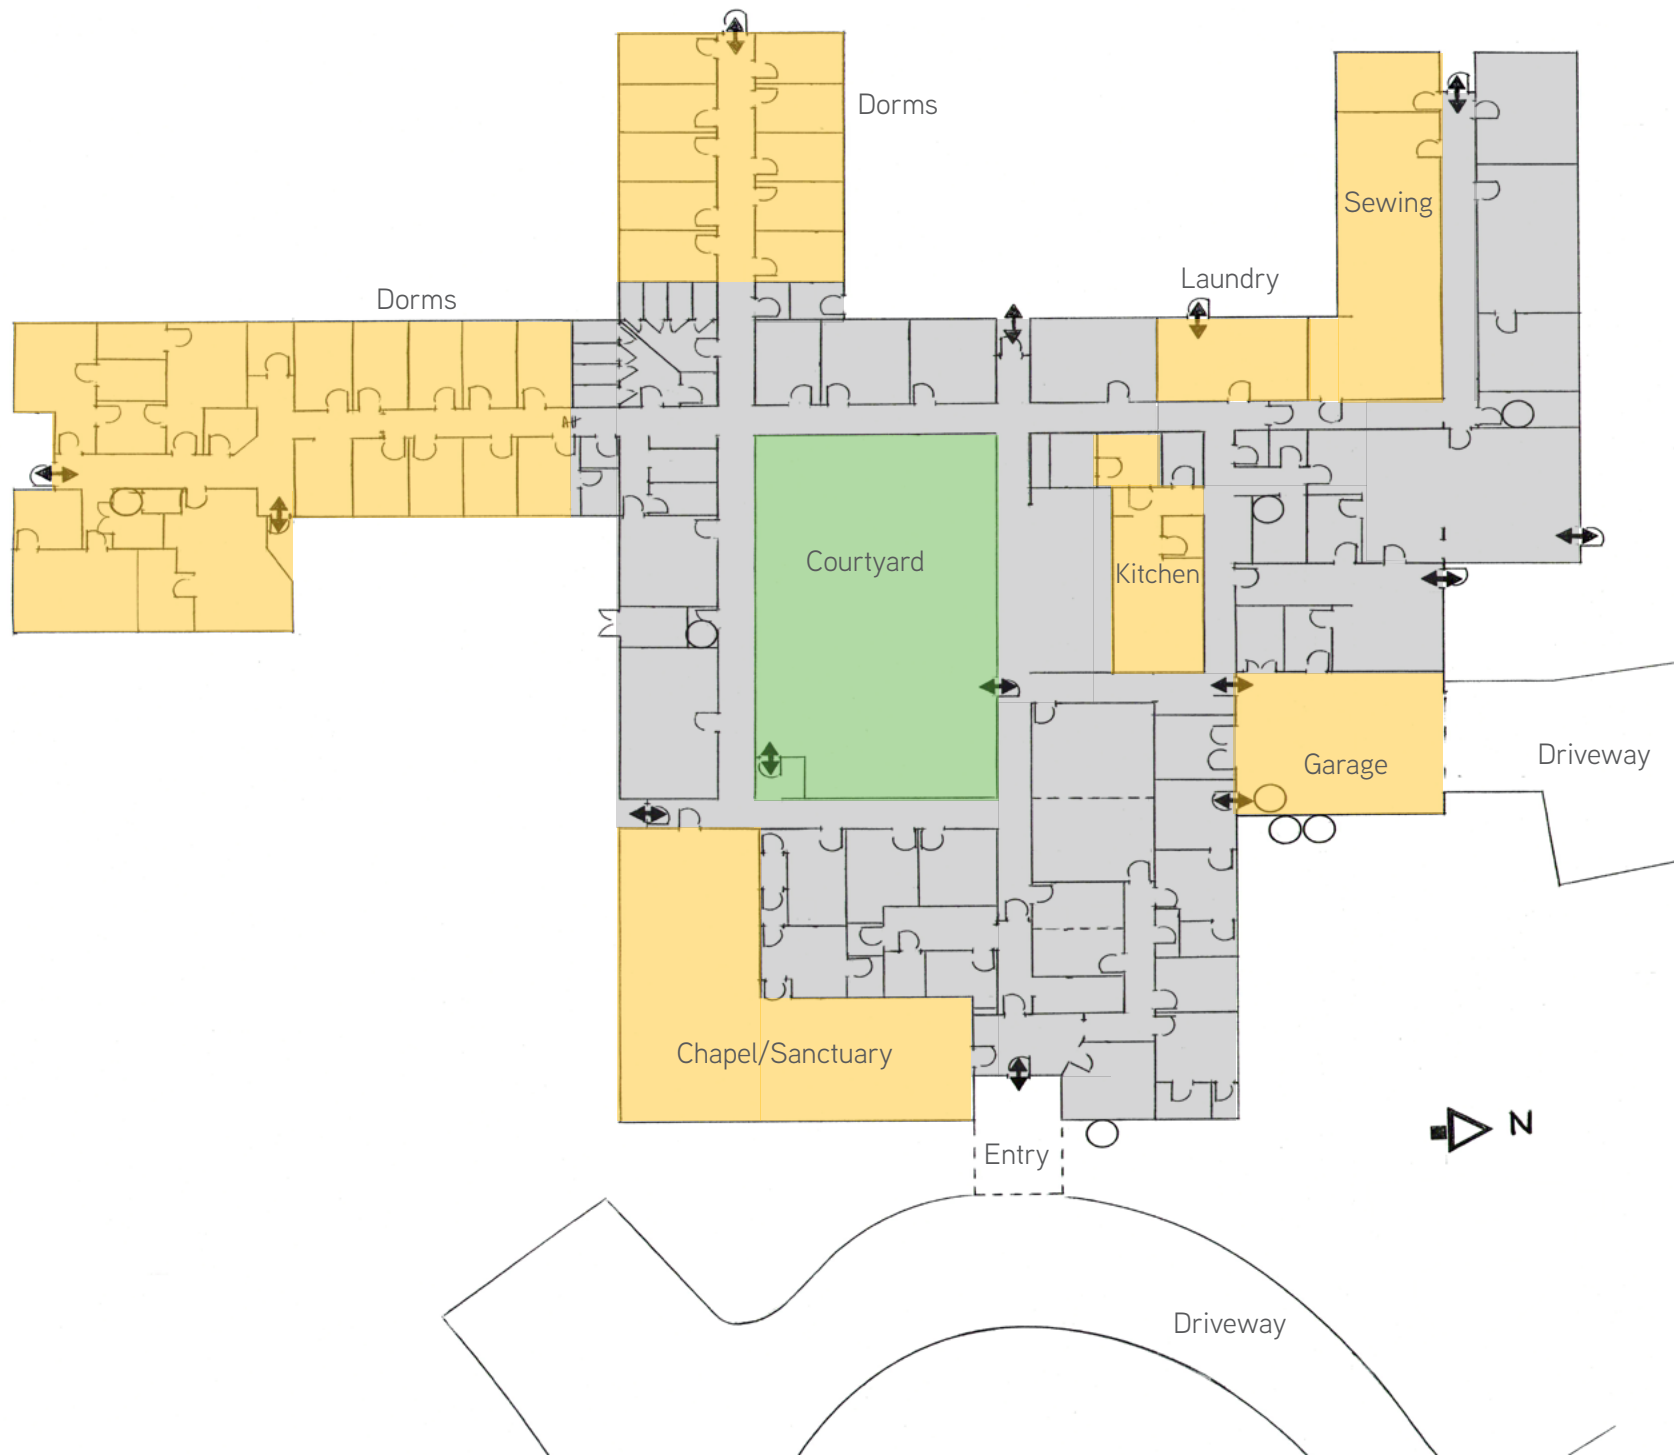 Dorms
Sewing
Laundry
Dorms
Courtyard
Kitchen
Driveway
Garage
Chapel/Sanctuary
N
Entry
Driveway